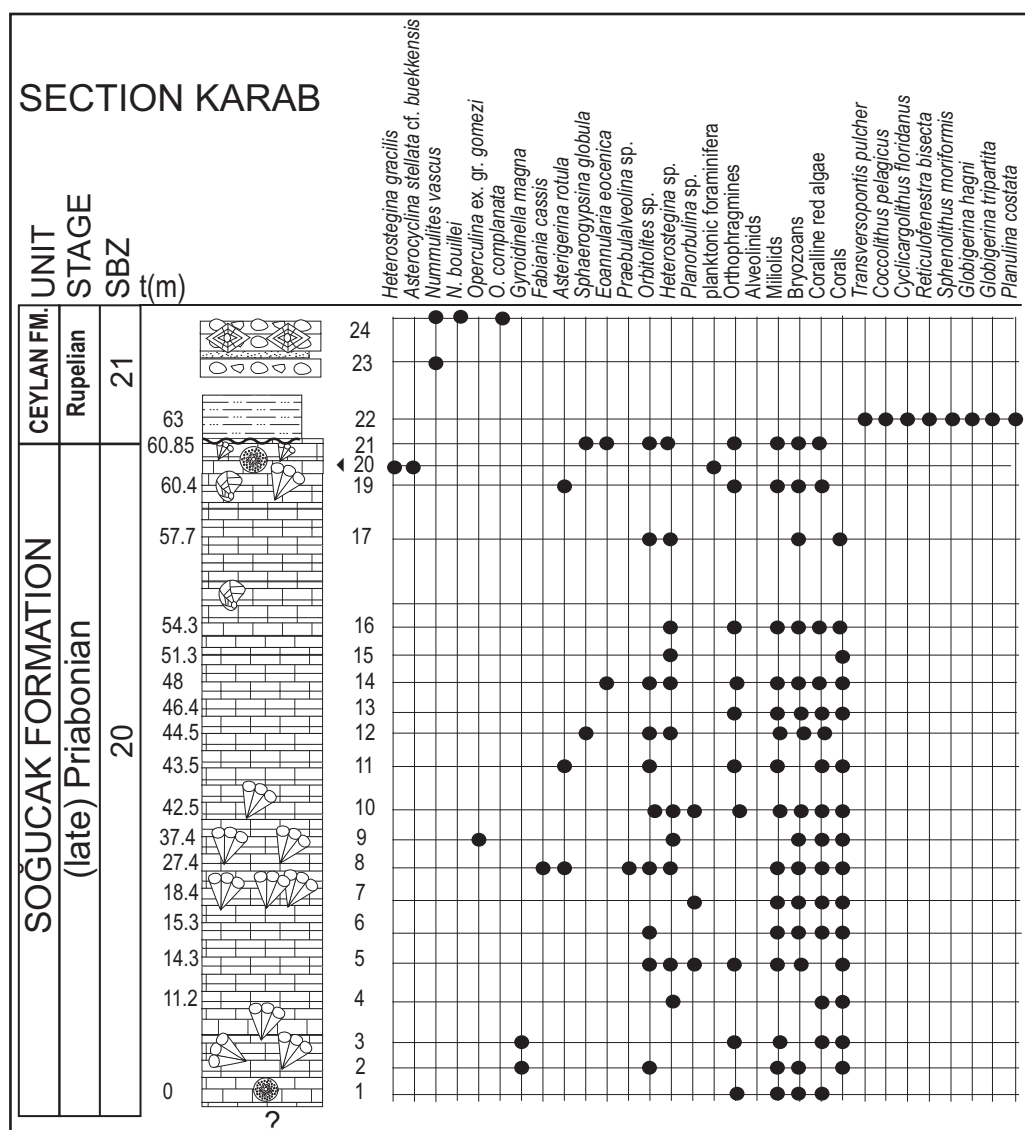 SECTION KARAB
UNIT
STAGE
SBZ
t(m)
Heterostegina gracilis
Asterocyclina stellata cf. buekkensis
Nummulites vascus
N. bouillei
Operculina ex. gr. gomezi
O. complanata
Gyroidinella magna
Fabiania cassis
Asterigerina rotula
Sphaerogypsina globula
Eoannularia eocenica
Praebulalveolina sp.
Orbitolites sp.
Heterostegina sp.
Planorbulina sp.
planktonic foraminifera
Orthophragmines
Alveolinids
Miliolids
Bryozoans
Coralline red algae
Corals
Transversopontis pulcher
Coccolithus pelagicus
Cyclicargolithus floridanus
Reticulofenestra bisecta
Sphenolithus moriformis
Globigerina hagni
Globigerina tripartita
Planulina costata
CEYLAN FM.
Rupelian
21
SOĞUCAK FORMATION
(late) Priabonian
20
24
23
63 22
60.85 21
20
60.4 19
57.7 17
54.3 16
51.3 15
48 14
46.4 13
44.5 12
43.5 11
42.5 10
37.4 9
27.4 8
18.4 7
15.3 6
14.3 5
11.2 4
3
2
0 1
?